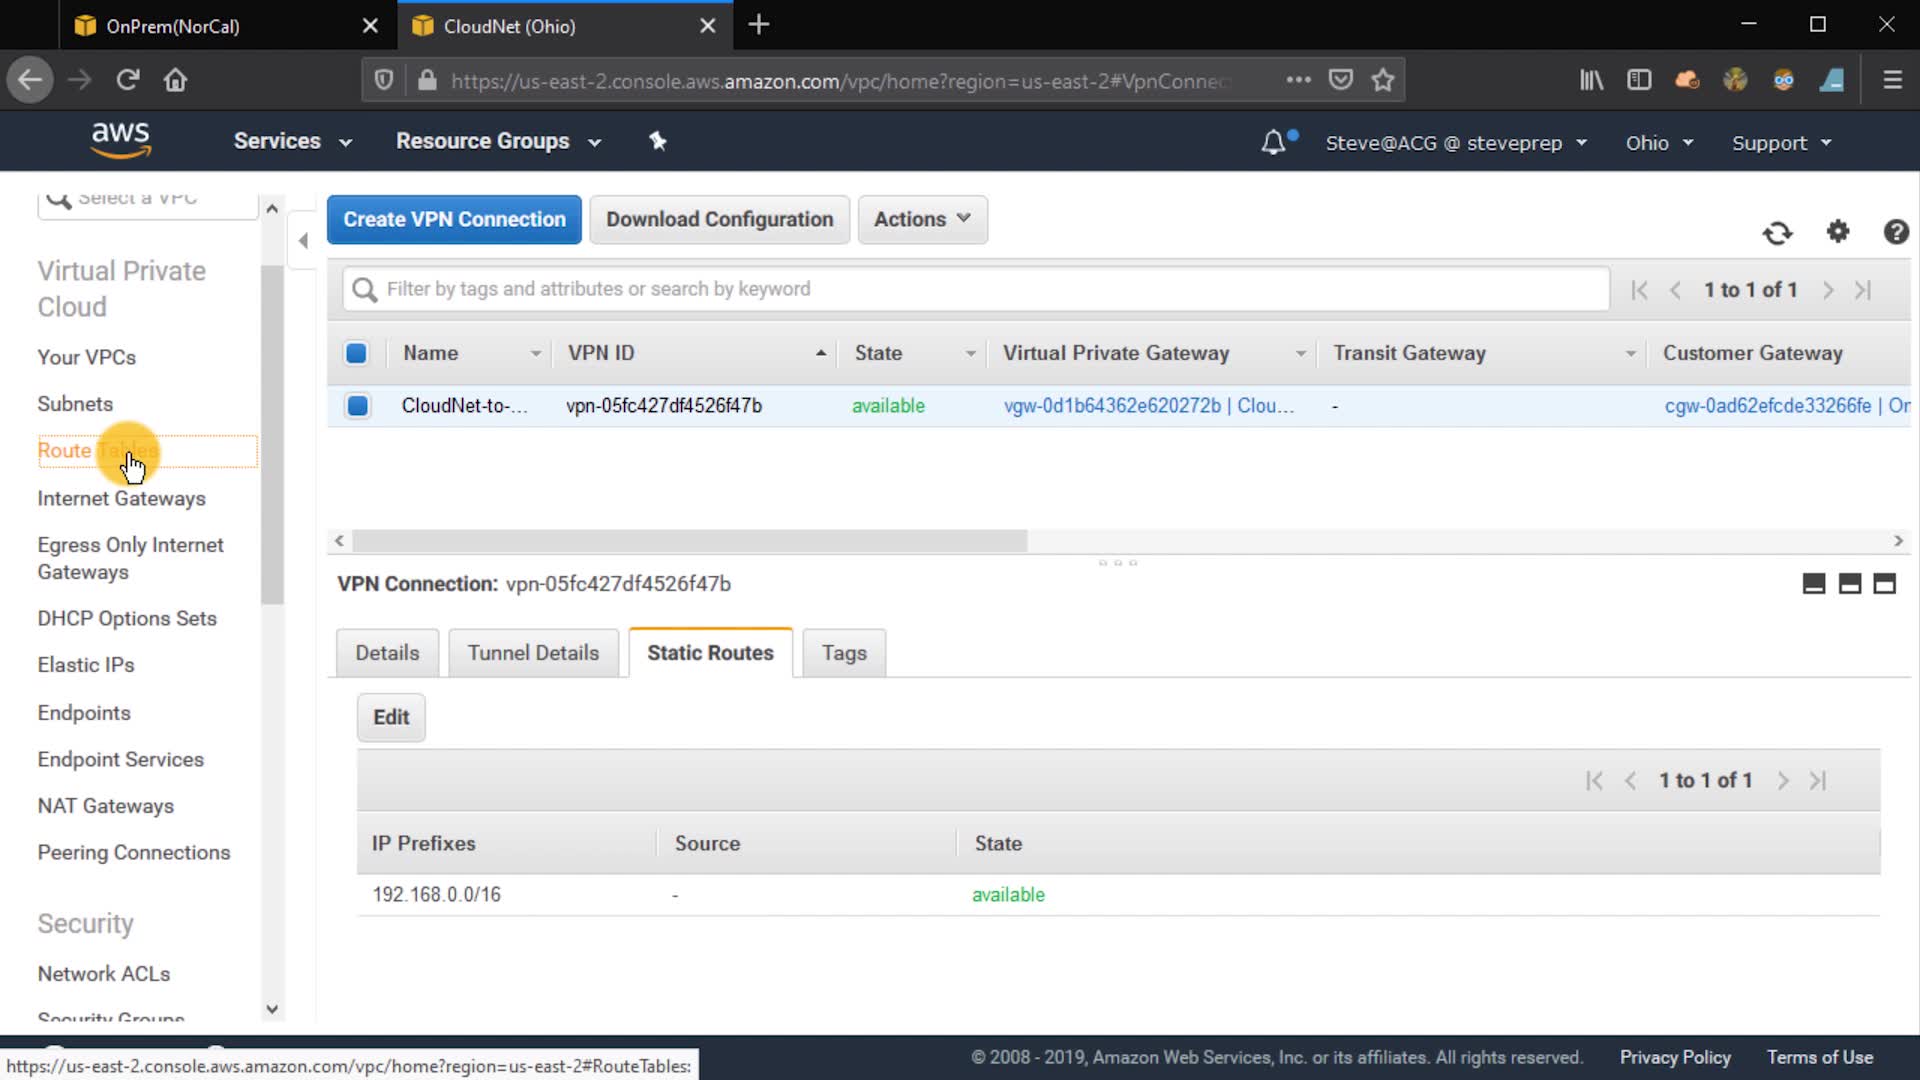 OnPrem(NorCal)
CloudNet (Ohio)
https://us-east-2.console.aws.amazon.com/vpc/home?region=us-east-2#VpnConnec
aws
Services
Resource Groups
Steve@ACG @ steveprep
Ohio
Support
Select a VPC
Virtual Private
Cloud
Your VPCs
Subnets
Route Tables
Internet Gateways
Egress Only Internet
Gateways
DHCP Options Sets
Elastic IPs
Endpoints
Endpoint Services
NAT Gateways
Peering Connections
Security
Network ACLs
Security Groups
Create VPN Connection
Download Configuration
Actions
Filter by tags and attributes or search by keyword
1 to 1 of 1
Name
VPN ID
State
Virtual Private Gateway
Transit Gateway
Customer Gateway
CloudNet-to-...
vpn-05fc427df4526f47b
available
vgw-0d1b64362e620272b | Clou...
-
cgw-0ad62efcde33266fe | On
VPN Connection: vpn-05fc427df4526f47b
Details
Tunnel Details
Static Routes
Tags
Edit
1 to 1 of 1
IP Prefixes
Source
State
192.168.0.0/16
-
available
https://us-east-2.console.aws.amazon.com/vpc/home?region=us-east-2#RouteTables:
© 2008 - 2019, Amazon Web Services, Inc. or its affiliates. All rights reserved.
Privacy Policy
Terms of Use